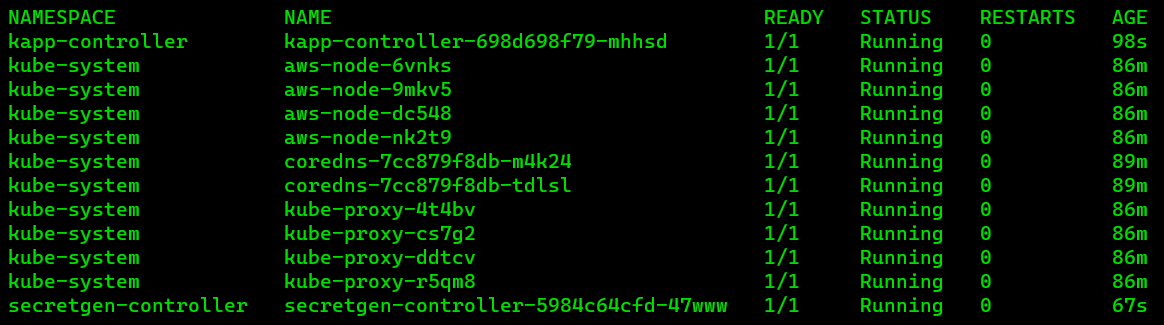 NAMESPACE NAME READY STATUS RESTARTS AGE
kapp-controller kapp-controller-698d698f79-mhhsd 1/1 Running 0 98s
kube-system aws-node-6vnks 1/1 Running 0 86m
kube-system aws-node-9mkv5 1/1 Running 0 86m
kube-system aws-node-dc548 1/1 Running 0 86m
kube-system aws-node-nk2t9 1/1 Running 0 86m
kube-system coredns-7cc879f8db-m4k24 1/1 Running 0 89m
kube-system coredns-7cc879f8db-tdlsl 1/1 Running 0 89m
kube-system kube-proxy-4t4bv 1/1 Running 0 86m
kube-system kube-proxy-cs7g2 1/1 Running 0 86m
kube-system kube-proxy-ddtcv 1/1 Running 0 86m
kube-system kube-proxy-r5qm8 1/1 Running 0 86m
secretgen-controller secretgen-controller-5984c64cfd-47www 1/1 Running 0 67s